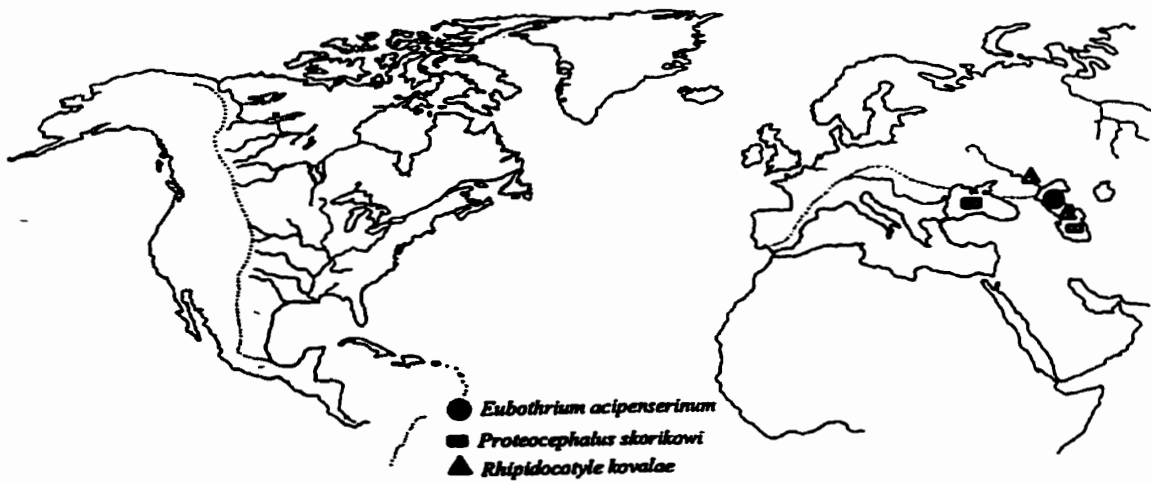 Eubothrium acipenserinum
Proteocephalus skorikowi
Rhipidocotyle kovalae